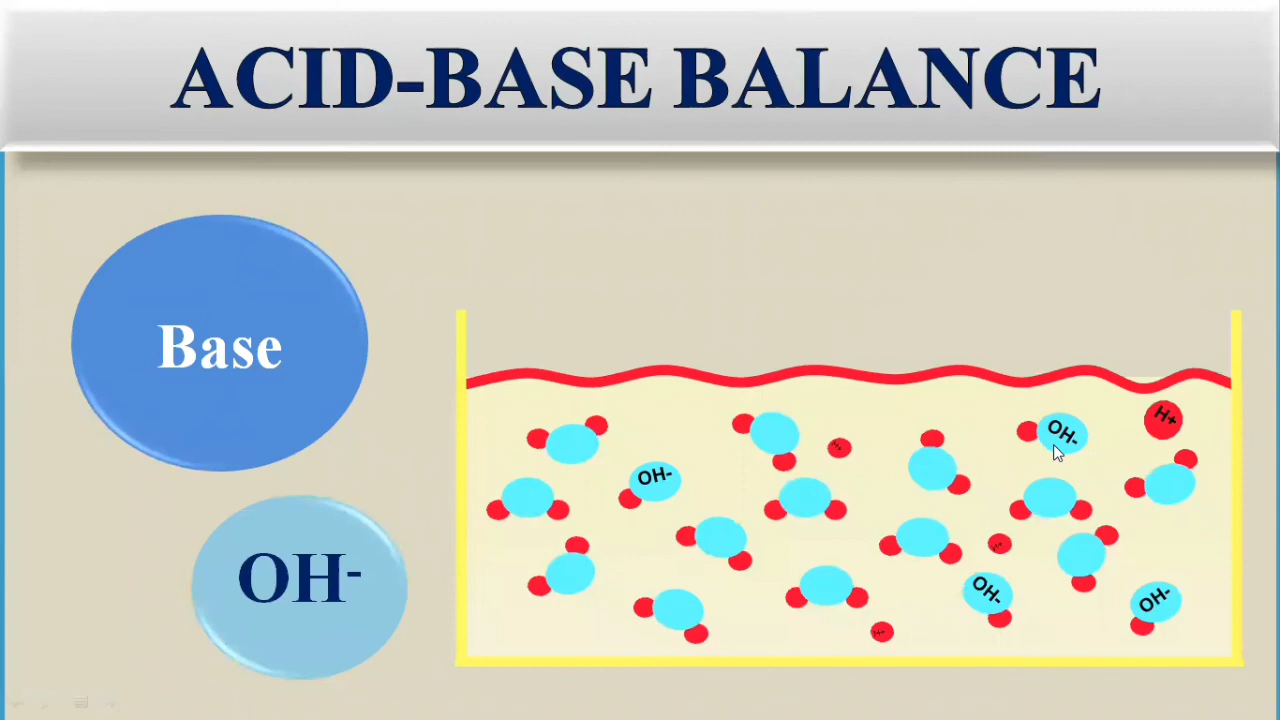 ACID-BASE BALANCE
Base
OH-
OH-
OH-
H+
H+
H+
OH-
OH-
H+